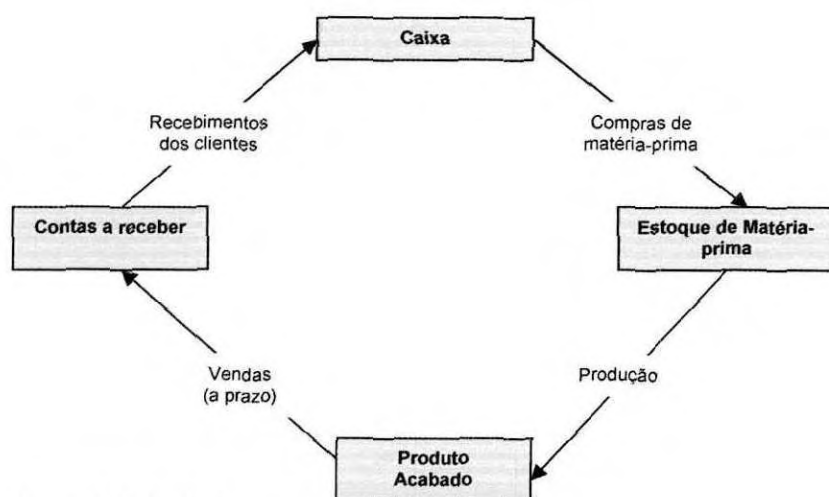 Caixa
Recebimentos
dos clientes
Compras de
matéria-prima
Contas a receber
Estoque de Matéria-
prima
Vendas
(a prazo)
Produção
Produto
Acabado